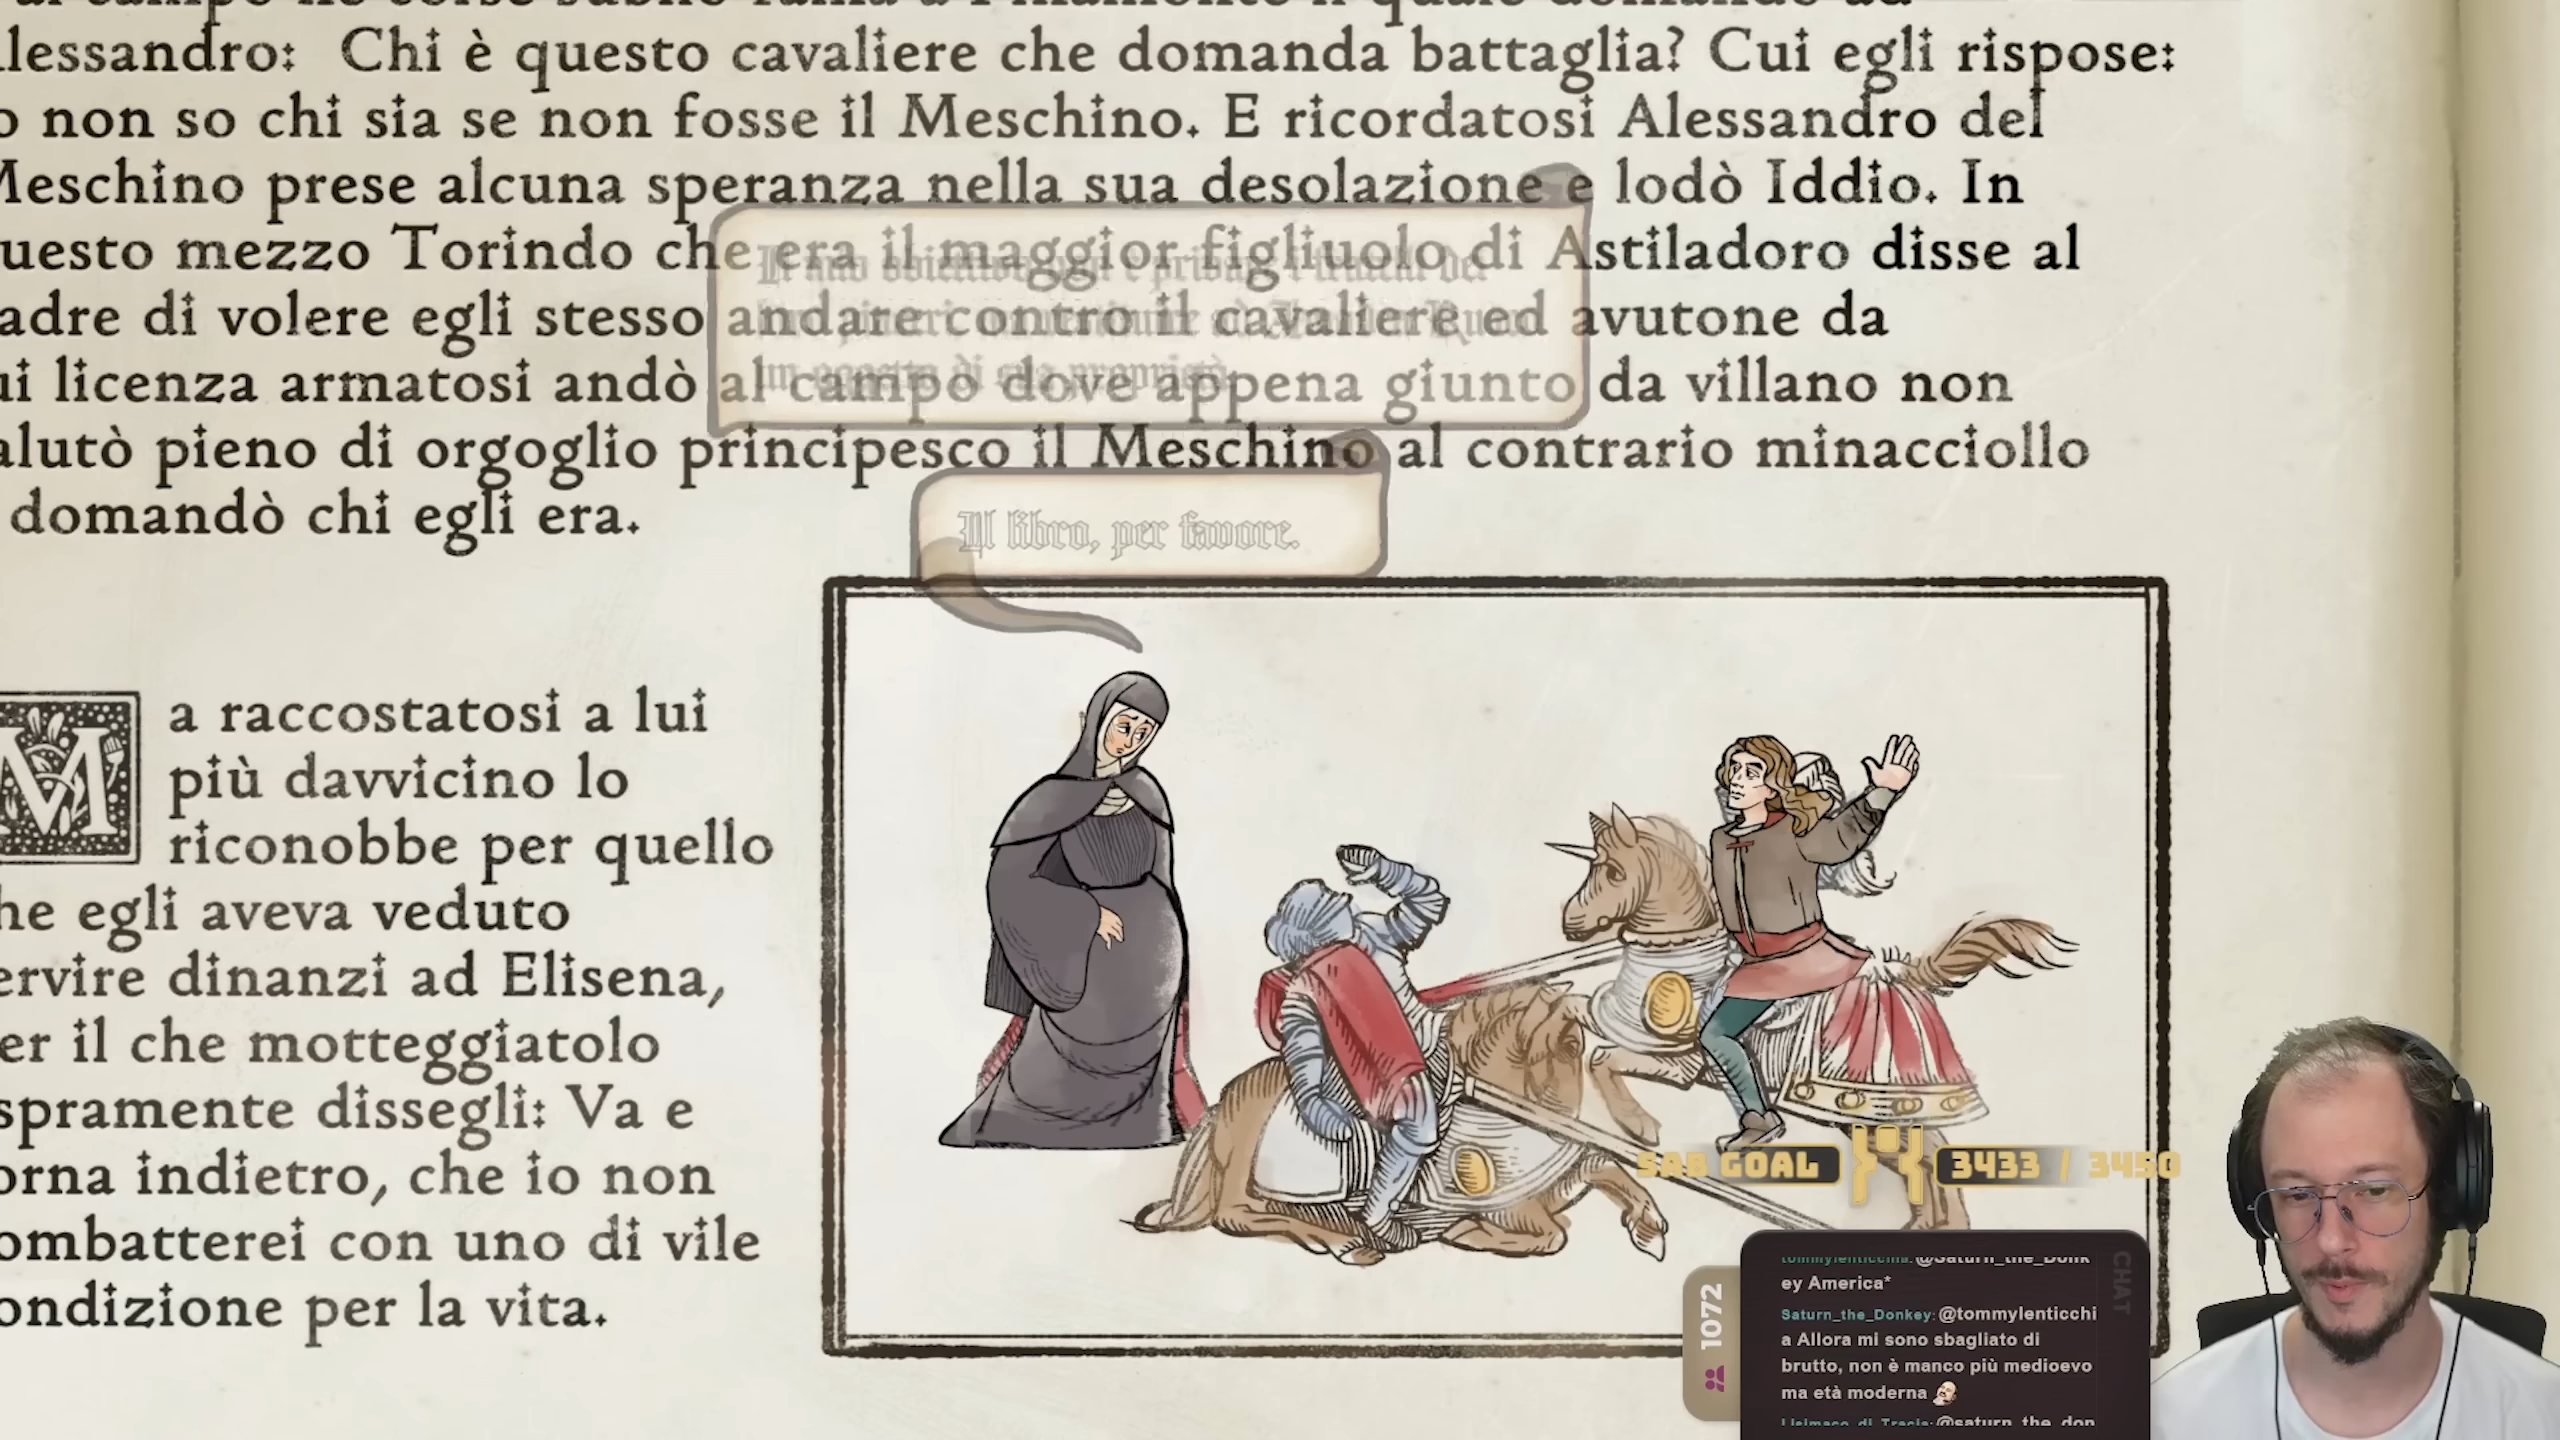 lessandro: Chi è questo cavaliere che domanda battaglia? Cui egli rispose:
o non so chi sia se non fosse il Meschino. E ricordatosi Alessandro del
Meschino prese alcuna speranza nella sua desolazione e lodò Iddio. In
uesto mezzo Torindo che era il maggior figliuolo di Astiladoro disse al
adre di volere egli stesso andare contro il cavaliere ed avutone da
ui licenza armatosi andò al campo dove appena giunto da villano non
alutò pieno di orgoglio principesco il Meschino al contrario minacciollo
domandò chi egli era.
Il libro, per favore.
Ma raccostatosi a lui
più davvicino lo
riconobbe per quello
he egli aveva veduto
ervire dinanzi ad Elisena,
er il che motteggiatolo
spramente dissegli: Va e
orna indietro, che io non
ombatterei con uno di vile
ondizione per la vita.
SAB GOAL 3433 / 3450
1072
CHAT
tommylenticchia: @Saturn_the_Donk
ey America*
Saturn_the_Donkey: @tommylenticchi
a Allora mi sono sbagliato di
brutto, non è manco più medioevo
ma età moderna
Lisimaco_di_Tracia: @saturn_the_don